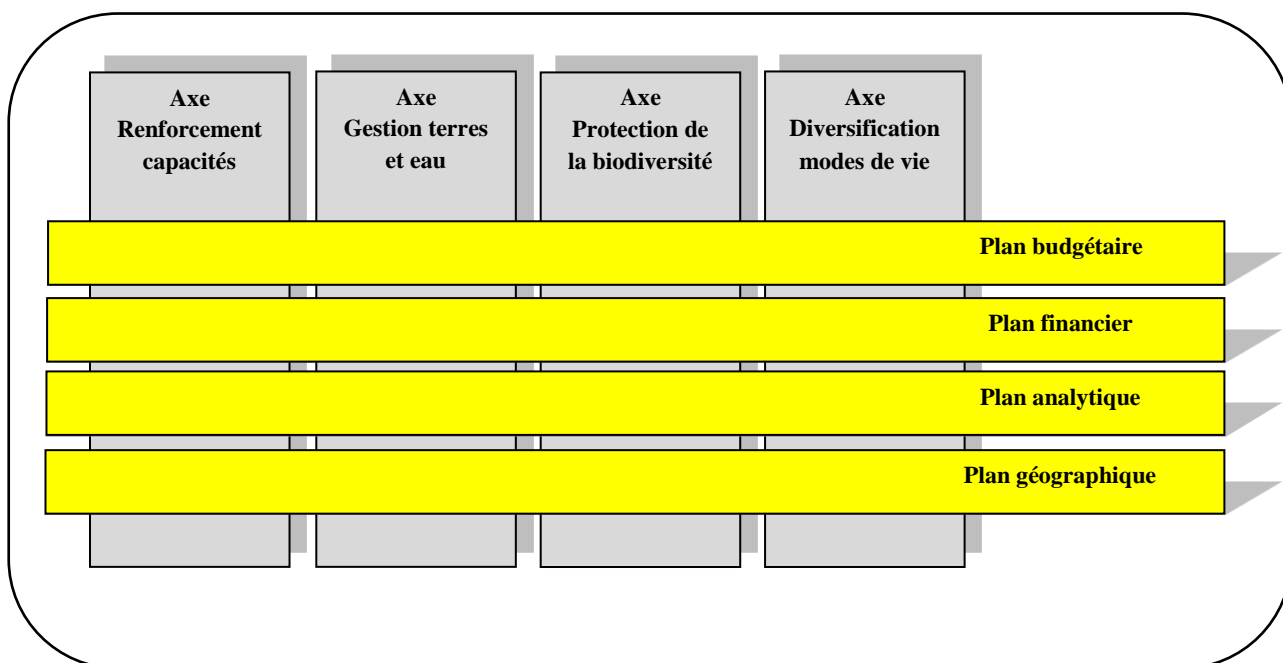 Axe
Renforcement
capacités
Axe
Gestion terres
et eau
Axe
Protection de
la biodiversité
Axe
Diversification
modes de vie
Plan budgétaire
Plan financier
Plan analytique
Plan géographique